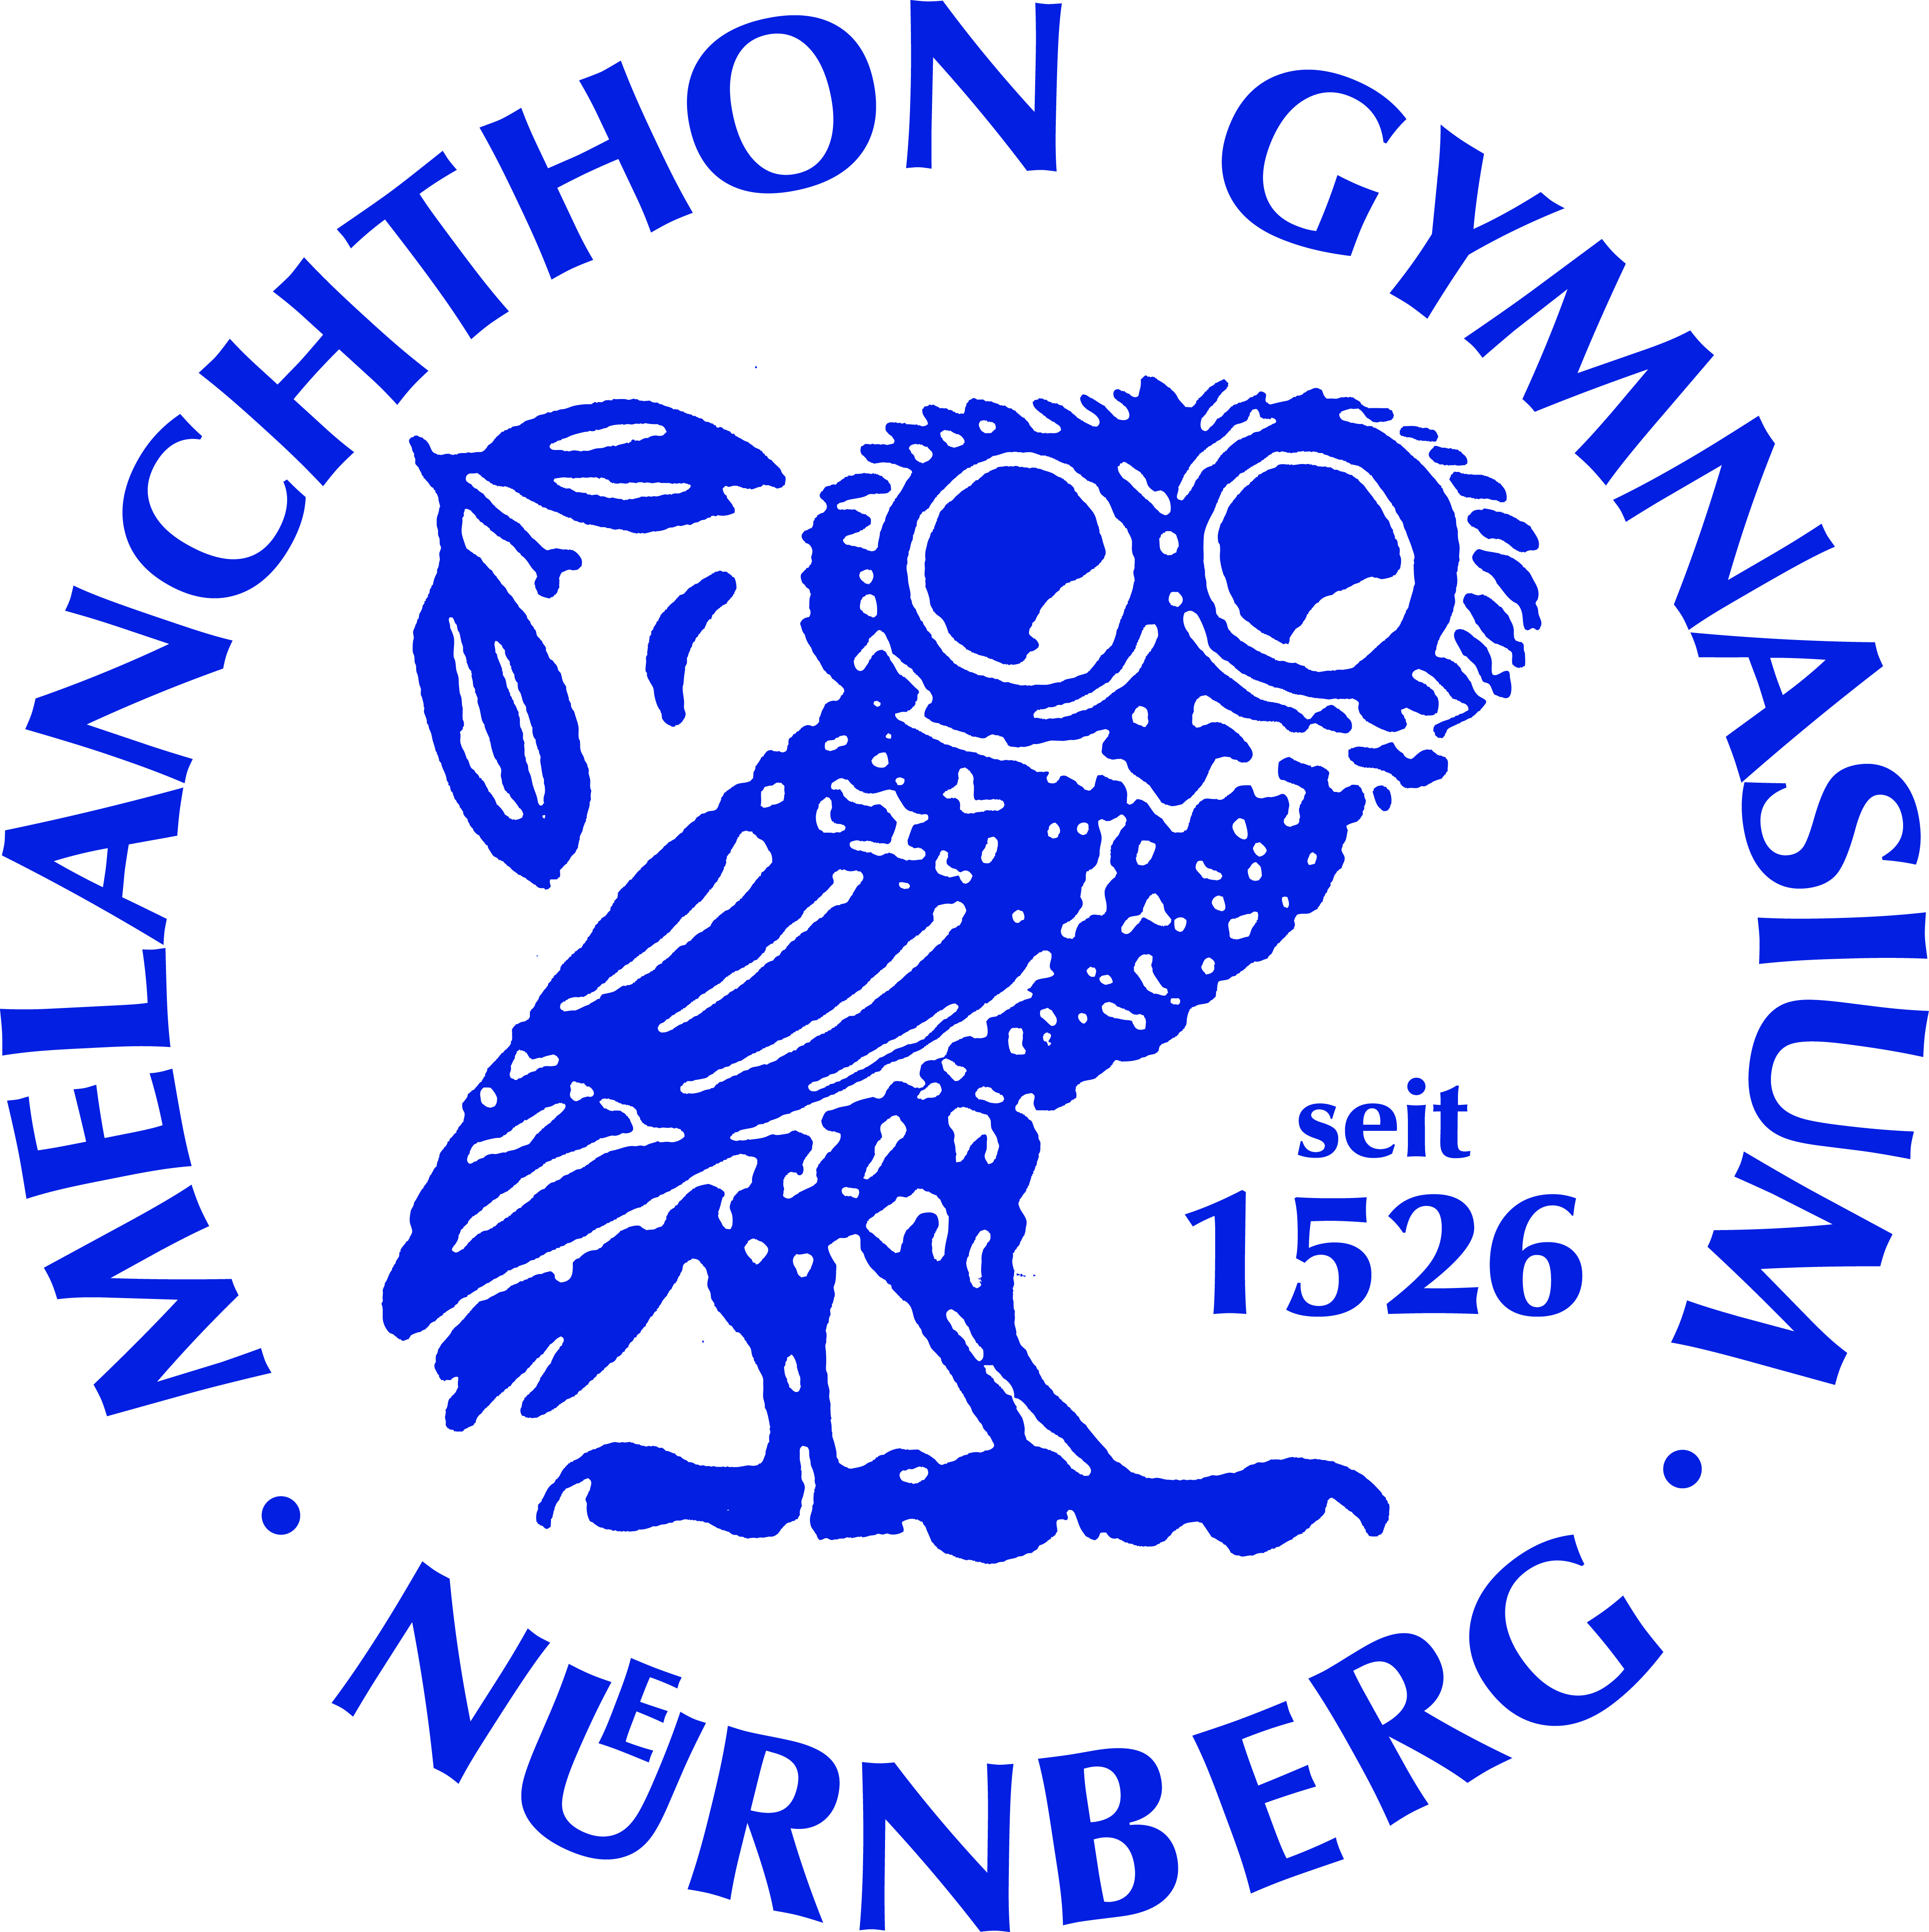 MELANCHTHON GYMNASIUM
seit
1526
· NÜRNBERG ·